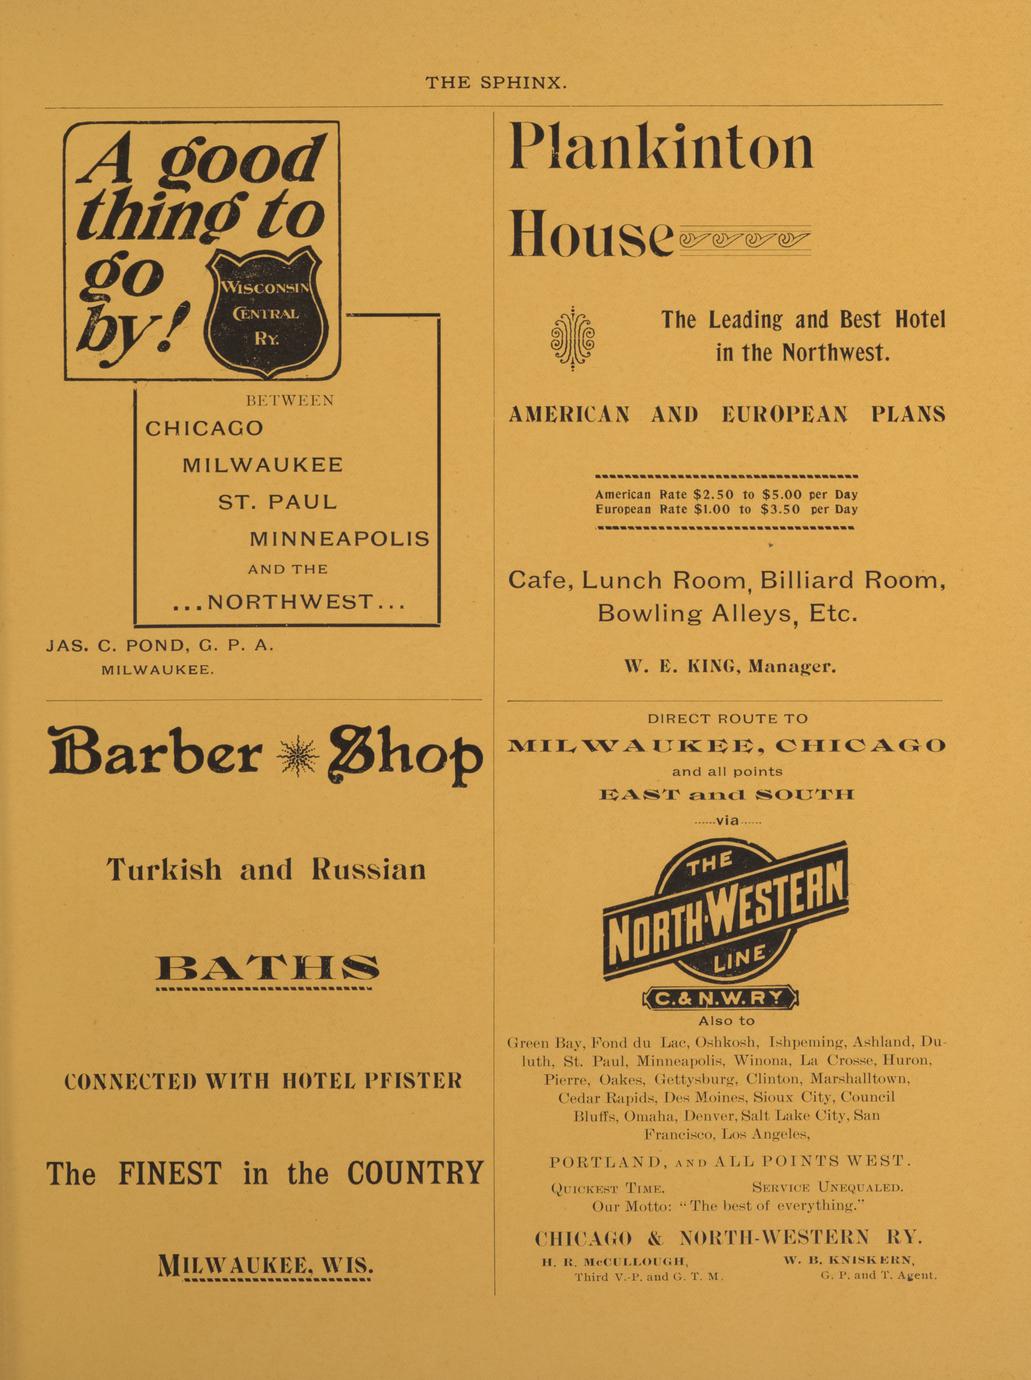 THE SPHINX.
A good
thing to
go
by!
WISCONSIN
CENTRAL
RY.
BETWEEN
CHICAGO
MILWAUKEE
ST. PAUL
MINNEAPOLIS
AND THE
...NORTHWEST...
JAS. C. POND, G. P. A.
MILWAUKEE.
Barber Shop
Turkish and Russian
BATHS
CONNECTED WITH HOTEL PFISTER
The FINEST in the COUNTRY
MILWAUKEE, WIS.
Plankinton
House
The Leading and Best Hotel
in the Northwest.
AMERICAN AND EUROPEAN PLANS
American Rate $2.50 to $5.00 per Day
European Rate $1.00 to $3.50 per Day
Cafe, Lunch Room, Billiard Room,
Bowling Alleys, Etc.
W. E. KING, Manager.
DIRECT ROUTE TO
MILWAUKEE, CHICAGO
and all points
EAST and SOUTH
......via......
THE
NORTH-WESTERN
LINE
C. & N. W. RY
Also to
Green Bay, Fond du Lac, Oshkosh, Ishpeming, Ashland, Du-
luth, St. Paul, Minneapolis, Winona, La Crosse, Huron,
Pierre, Oakes, Gettysburg, Clinton, Marshalltown,
Cedar Rapids, Des Moines, Sioux City, Council
Bluffs, Omaha, Denver, Salt Lake City, San
Francisco, Los Angeles,
PORTLAND, AND ALL POINTS WEST.
QUICKEST TIME. SERVICE UNEQUALED.
Our Motto: "The best of everything."
CHICAGO & NORTH-WESTERN RY.
H. R. McCULLOUGH, W. B. KNISKERN,
Third V.-P. and G. T. M. G. P. and T. Agent.